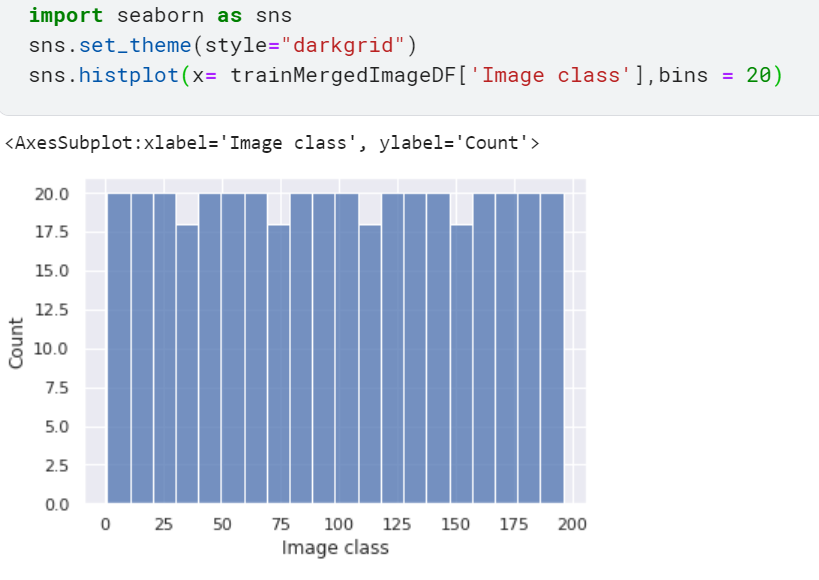 import seaborn as sns
sns.set_theme(style="darkgrid")
sns.histplot(x= trainMergedImageDF['Image class'],bins = 20)
<AxesSubplot:xlabel='Image class', ylabel='Count'>
20.0
17.5
15.0
12.5
10.0
7.5
5.0
2.5
0.0
Count
0 25 50 75 100 125 150 175 200
Image class